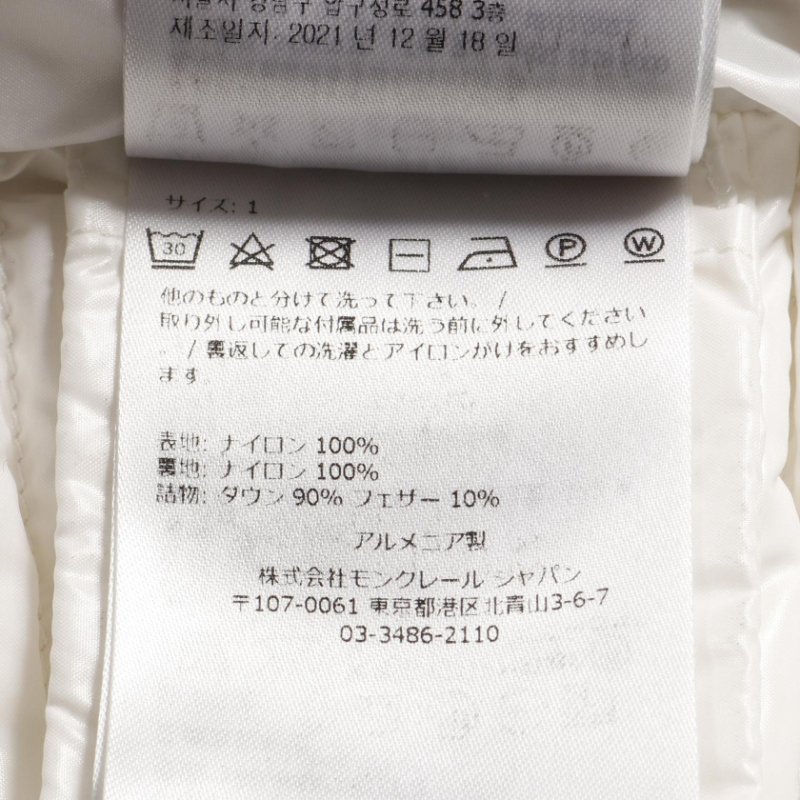 458 3층
제조일자: 2021 년 12 월 18 일
サイズ: 1
30
P
W
他のものと分けて洗って下さい。 /
取り外し可能な付属品は洗う前に外してください
。 / 裏返しての洗濯とアイロンがけをおすすめし
ます。
表地: ナイロン 100%
裏地: ナイロン 100%
詰物: ダウン 90% フェザー 10%
アルメニア製
株式会社モンクレール ジャパン
〒107-0061 東京都港区北青山3-6-7
03-3486-2110